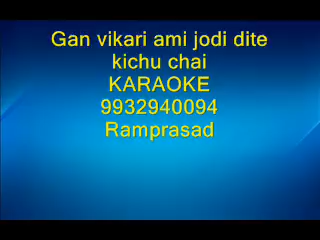 Gan vikari ami jodi dite
kichu chai
KARAOKE
9932940094
Ramprasad